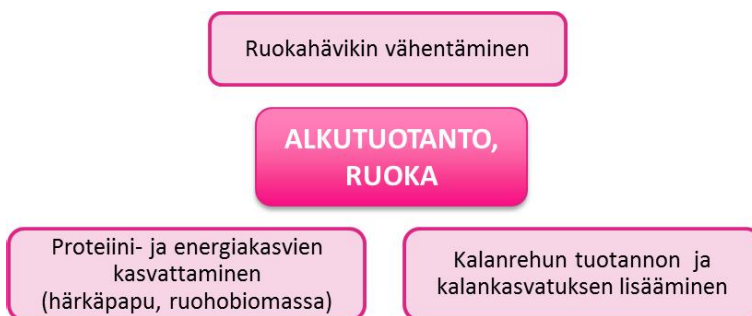 Ruokahävikin vähentäminen
ALKUTUOTANTO,
RUOKA
Proteiini- ja energiakasvien
kasvattaminen
(härkäpapu, ruohobiomassa)
Kalanrehun tuotannon ja
kalankasvatuksen lisääminen